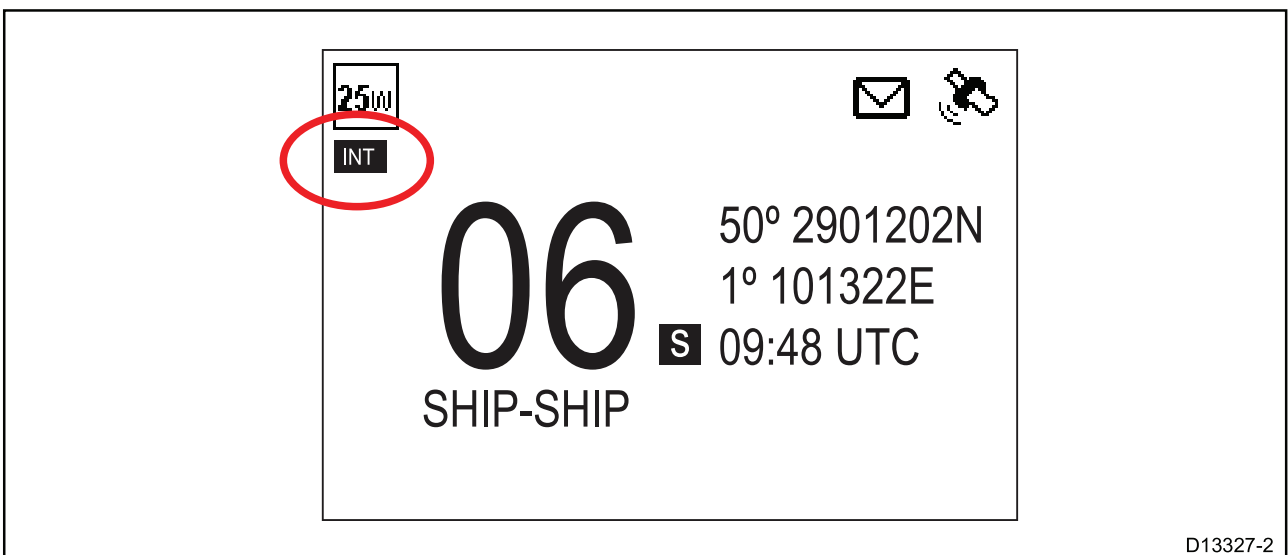 25W
INT
06
SHIP-SHIP
50º 2901202N
1º 101322E
S 09:48 UTC
D13327-2